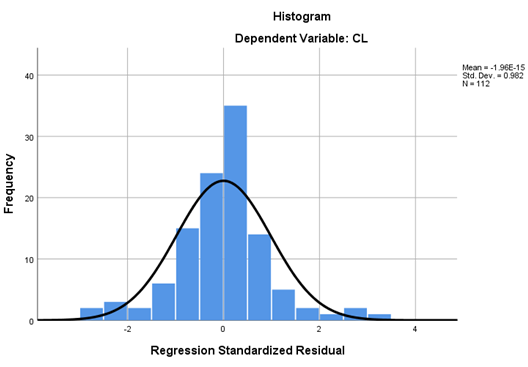 Histogram
Dependent Variable: CL
Mean = -1.96E-15
Std. Dev. = 0.982
N = 112
Frequency
40
30
20
10
0
-2 0 2 4
Regression Standardized Residual